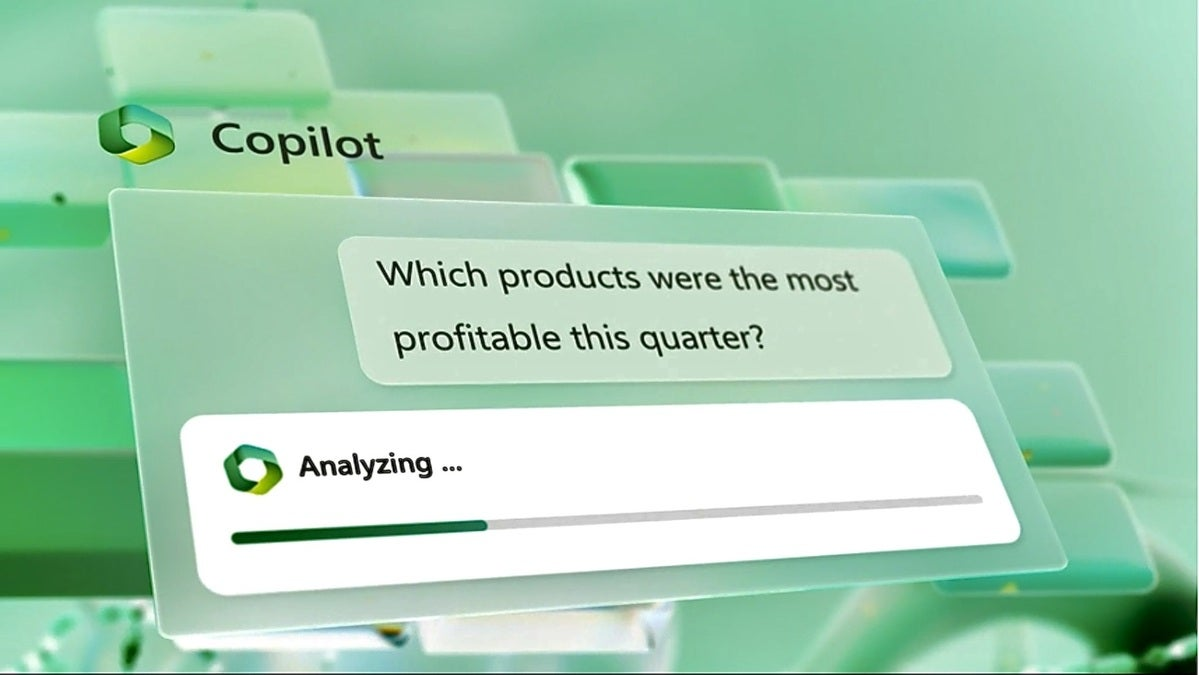 Copilot
Which products were the most
profitable this quarter?
Analyzing ...